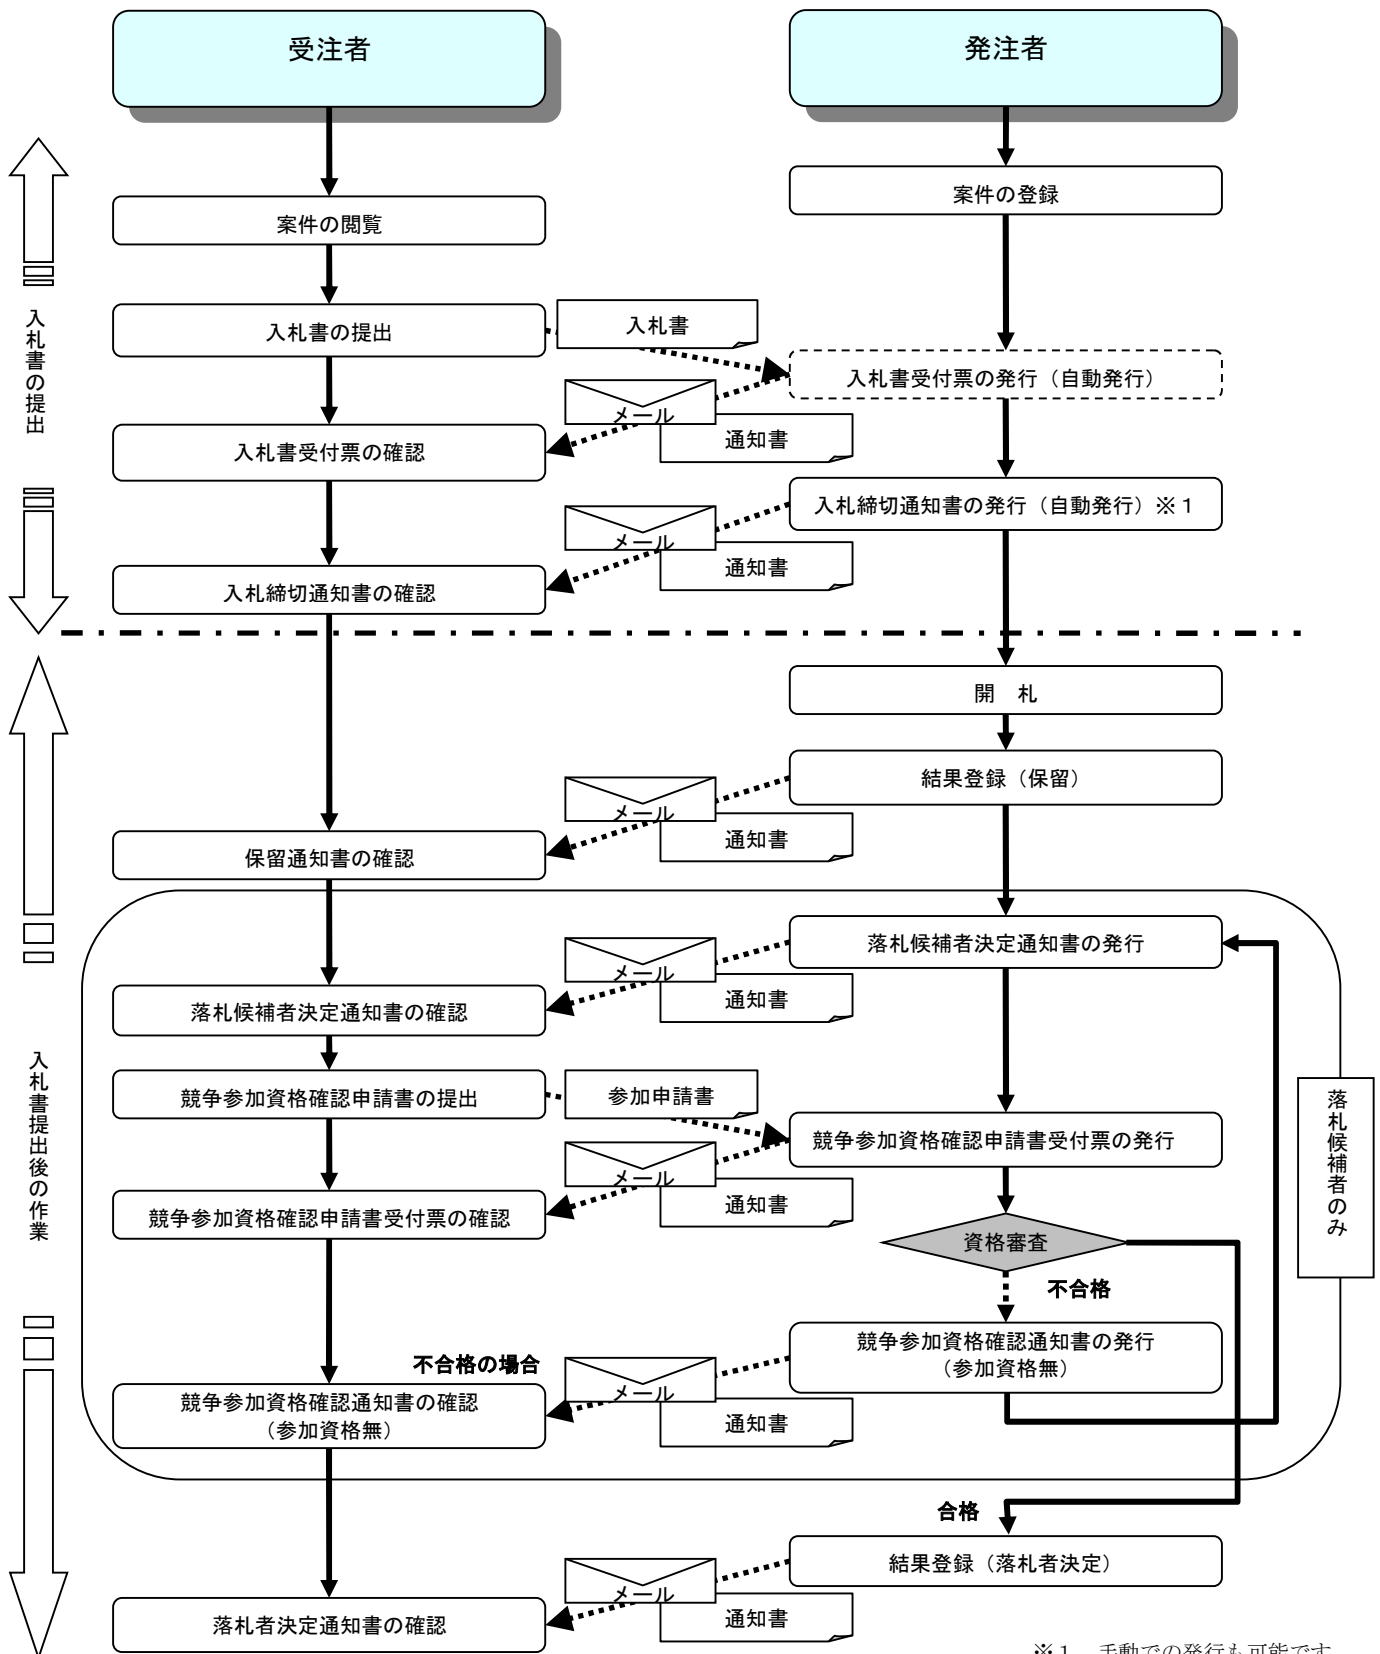 受注者
発注者
案件の登録
案件の閲覧
入札書の提出
入札書
入札書受付票の発行（自動発行）
メール
通知書
入札書受付票の確認
入札締切通知書の発行（自動発行）※１
メール
通知書
入札締切通知書の確認
入札書の提出
開　札
結果登録（保留）
メール
通知書
保留通知書の確認
落札候補者決定通知書の発行
メール
通知書
落札候補者決定通知書の確認
競争参加資格確認申請書の提出
参加申請書
競争参加資格確認申請書受付票の発行
メール
通知書
競争参加資格確認申請書受付票の確認
入札書提出後の作業
落札候補者のみ
資格審査
不合格
競争参加資格確認通知書の発行
（参加資格無）
不合格の場合
メール
通知書
競争参加資格確認通知書の確認
（参加資格無）
合格
結果登録（落札者決定）
メール
通知書
落札者決定通知書の確認
※１　手動での発行も可能です